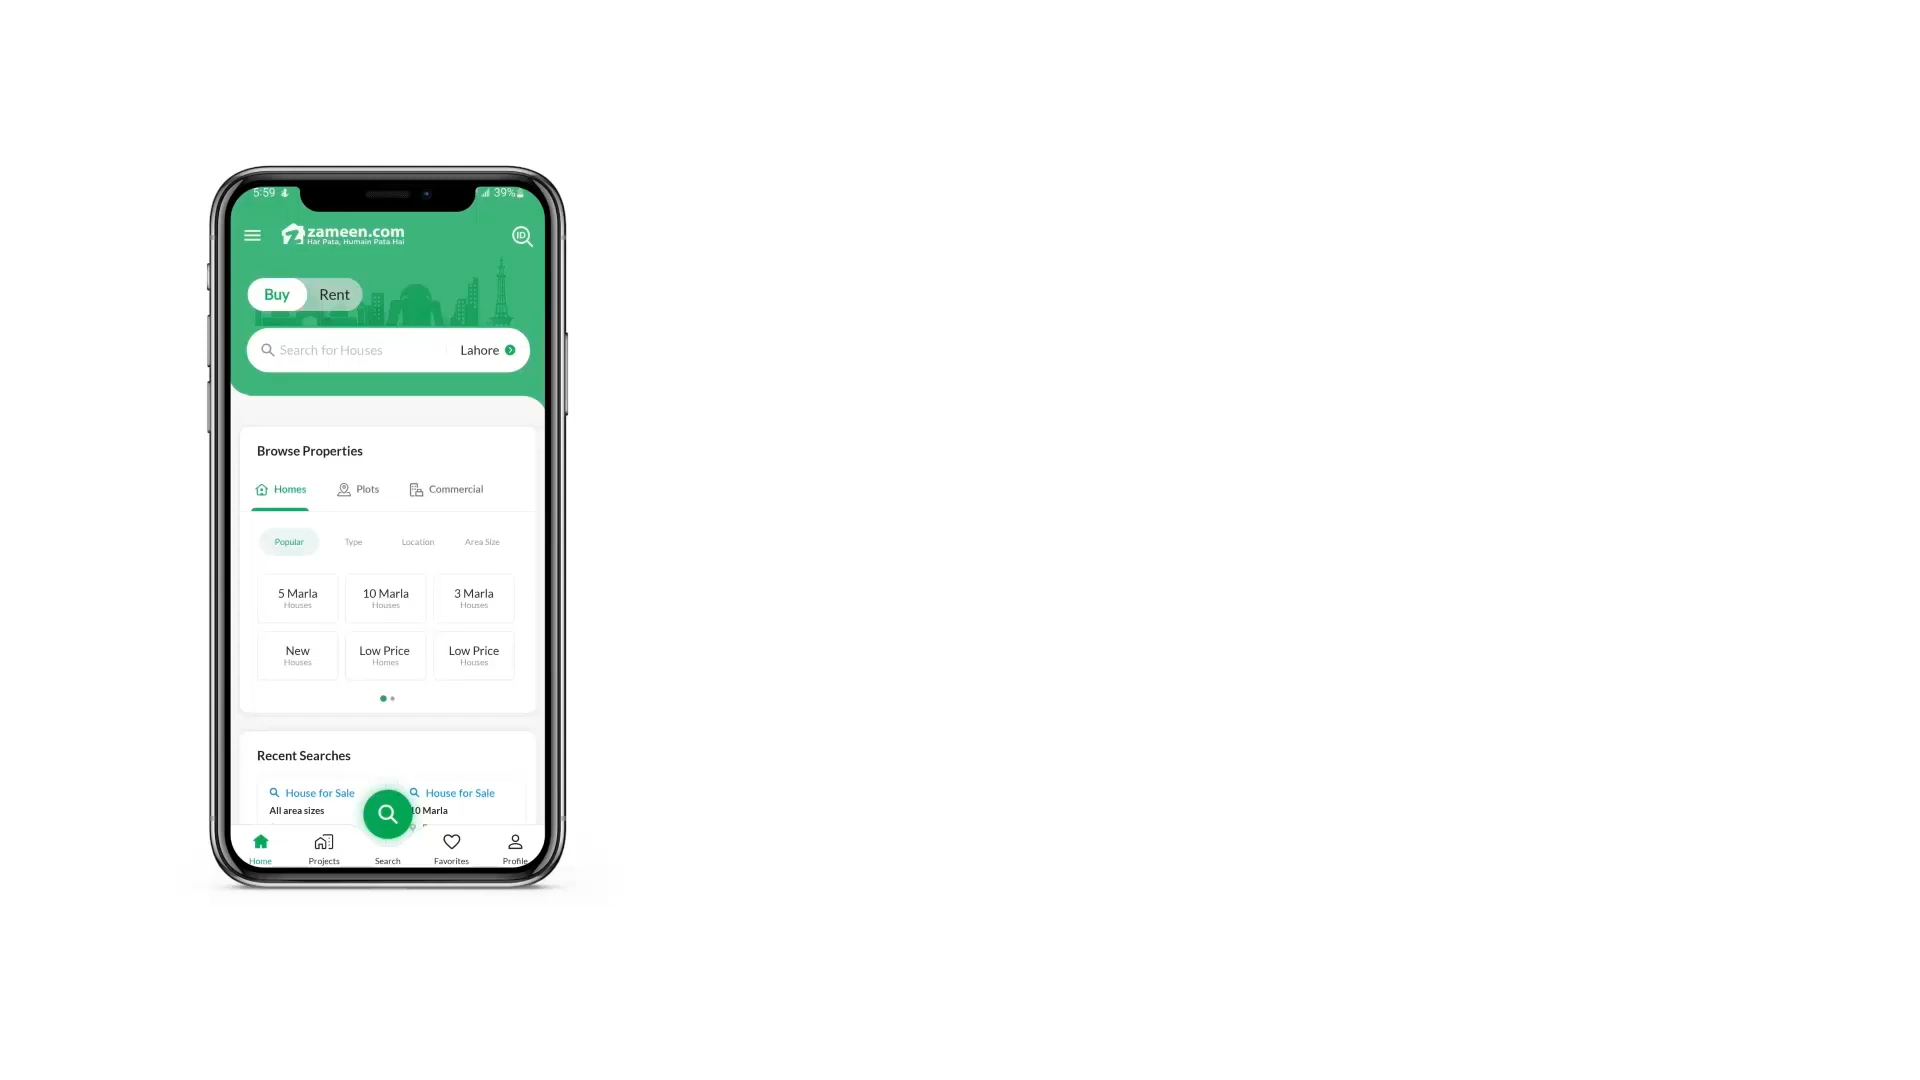 5:59 39%
zameen.com
Har Pata, Humain Pata Hai
ID
Buy Rent
Search for Houses Lahore
Browse Properties
Homes Plots Commercial
Popular Type Location Area Size
5 Marla 10 Marla 3 Marla
Houses Houses Houses
New Low Price Low Price
Houses Homes Houses
Recent Searches
House for Sale House for Sale
All area sizes 10 Marla
Home Projects Search Favorites Profile